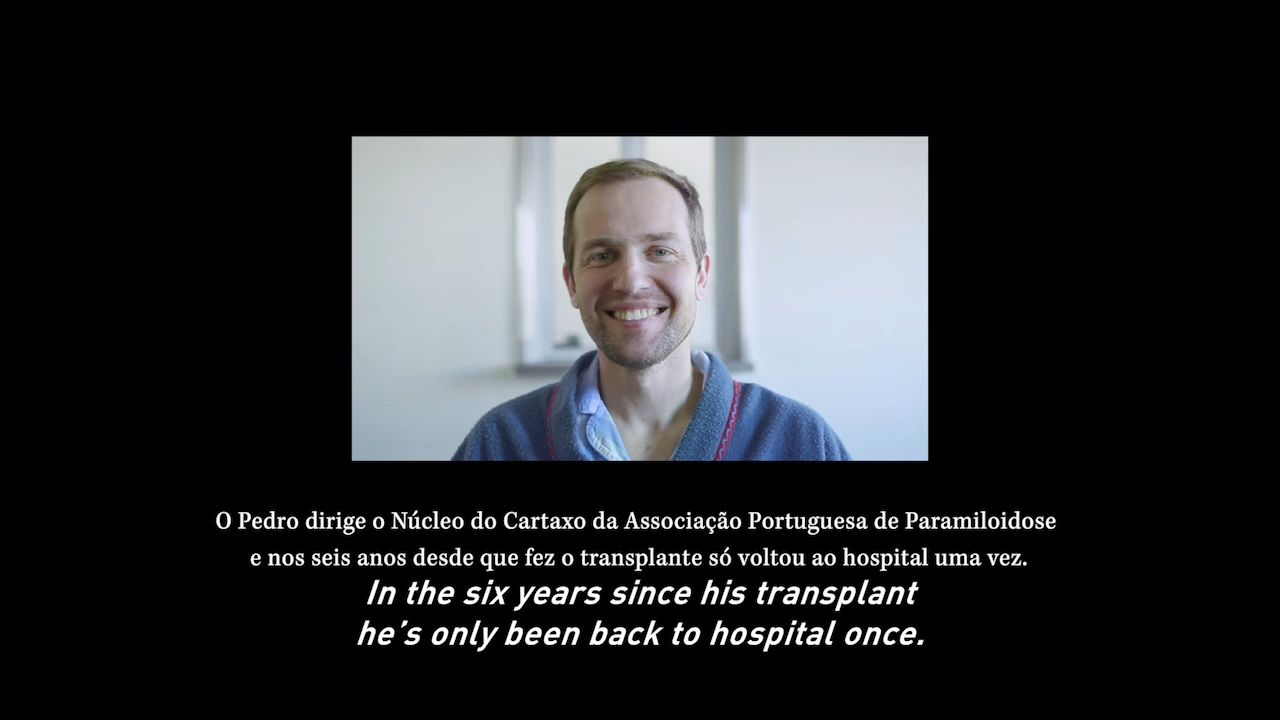 O Pedro dirige o Núcleo do Cartaxo da Associação Portuguesa de Paramiloidose
e nos seis anos desde que fez o transplante só voltou ao hospital uma vez.
In the six years since his transplant
he's only been back to hospital once.